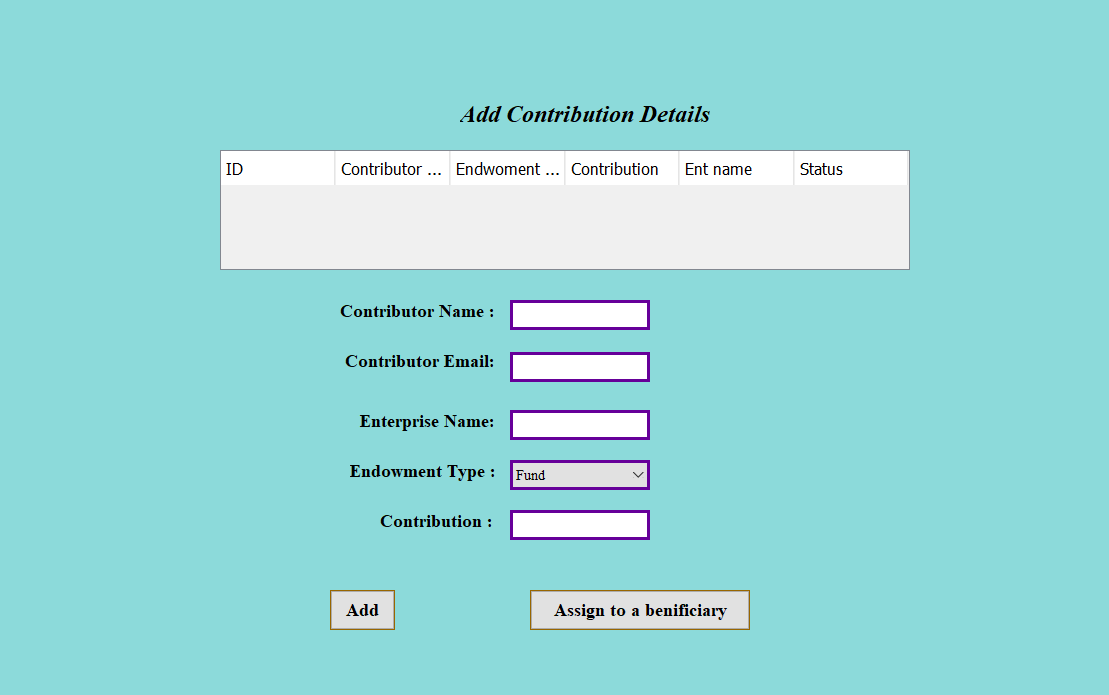 Add Contribution Details
ID Contributor ... Endwoment ... Contribution Ent name Status
Contributor Name :
Contributor Email:
Enterprise Name:
Endowment Type : Fund
Contribution :
Add Assign to a benificiary